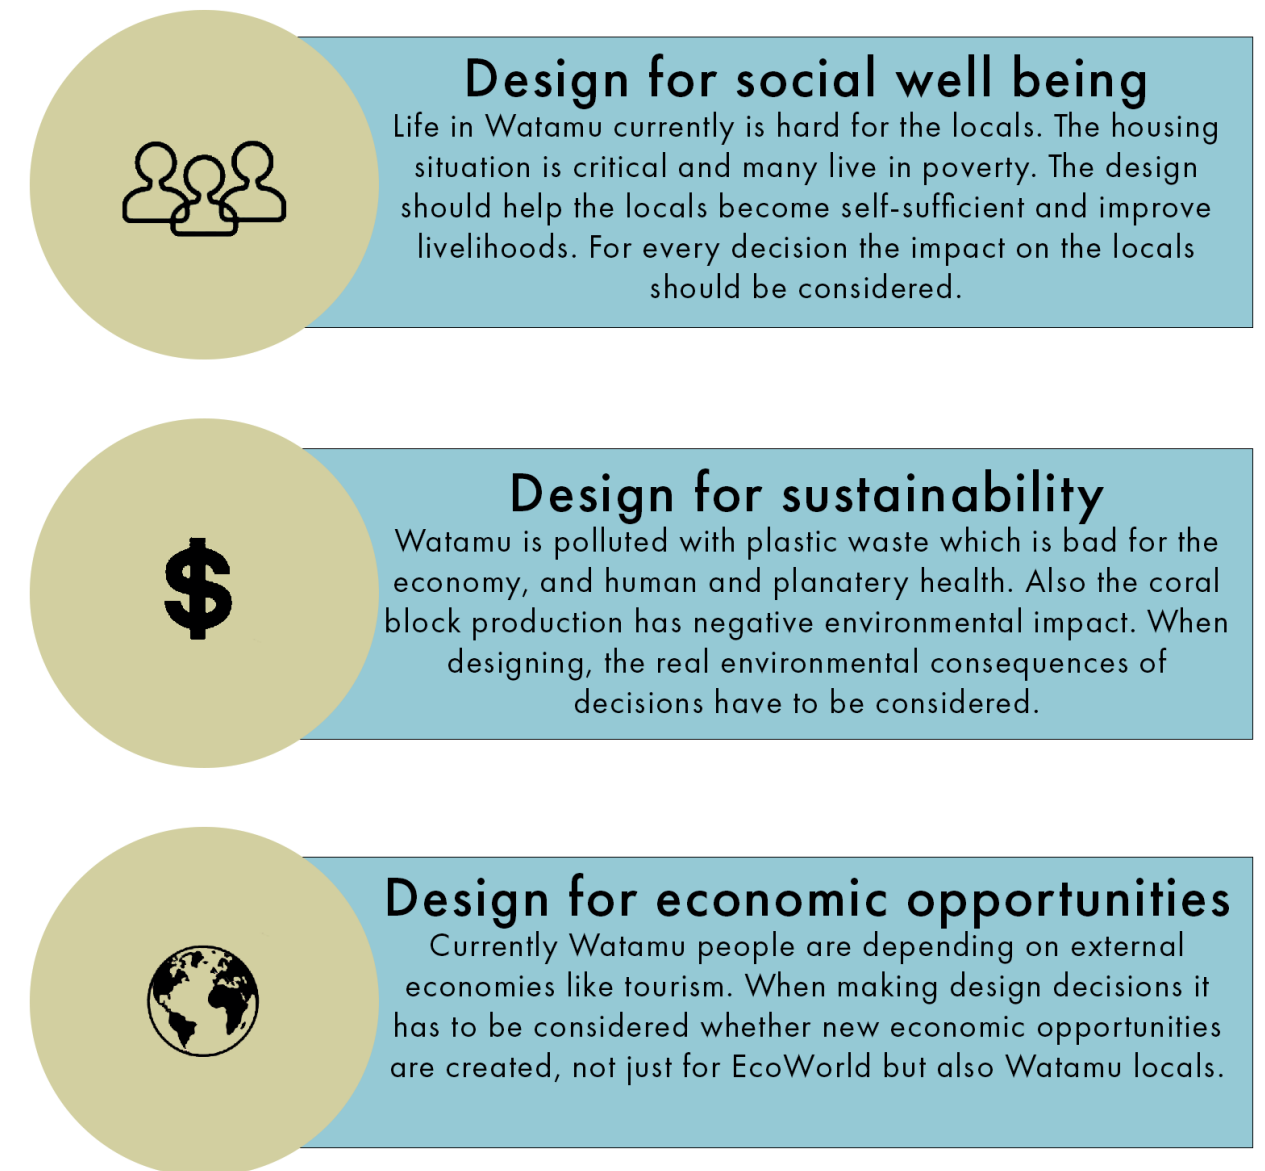 Design for social well being
Life in Watamu currently is hard for the locals. The housing
situation is critical and many live in poverty. The design
should help the locals become self-sufficient and improve
livelihoods. For every decision the impact on the locals
should be considered.
$
Design for sustainability
Watamu is polluted with plastic waste which is bad for the
economy, and human and planatery health. Also the coral
block production has negative environmental impact. When
designing, the real environmental consequences of
decisions have to be considered.
Design for economic opportunities
Currently Watamu people are depending on external
economies like tourism. When making design decisions it
has to be considered whether new economic opportunities
are created, not just for EcoWorld but also Watamu locals.